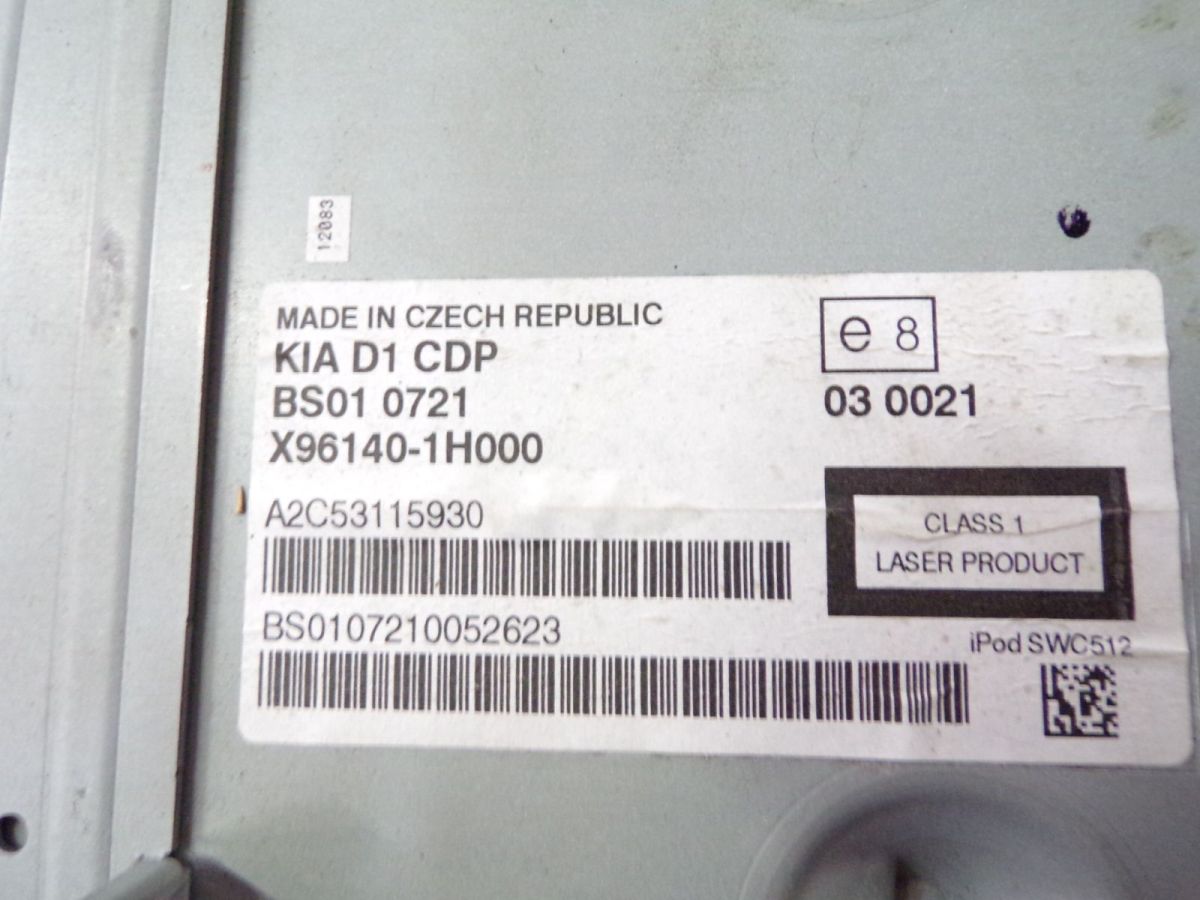 12083
MADE IN CZECH REPUBLIC
KIA D1 CDP
BS01 0721
X96140-1H000
e 8
03 0021
A2C53115930
CLASS 1
LASER PRODUCT
BS0107210052623
iPod SWC512